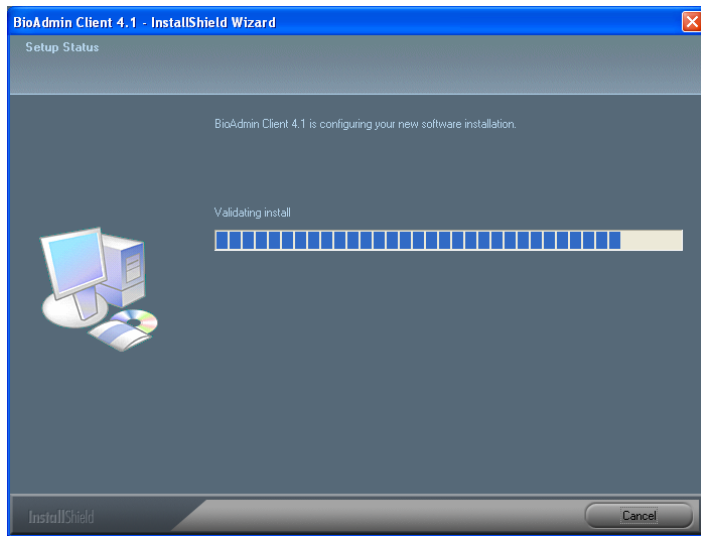 BioAdmin Client 4.1 - InstallShield Wizard
Setup Status
BioAdmin Client 4.1 is configuring your new software installation.
Validating install
InstallShield
Cancel